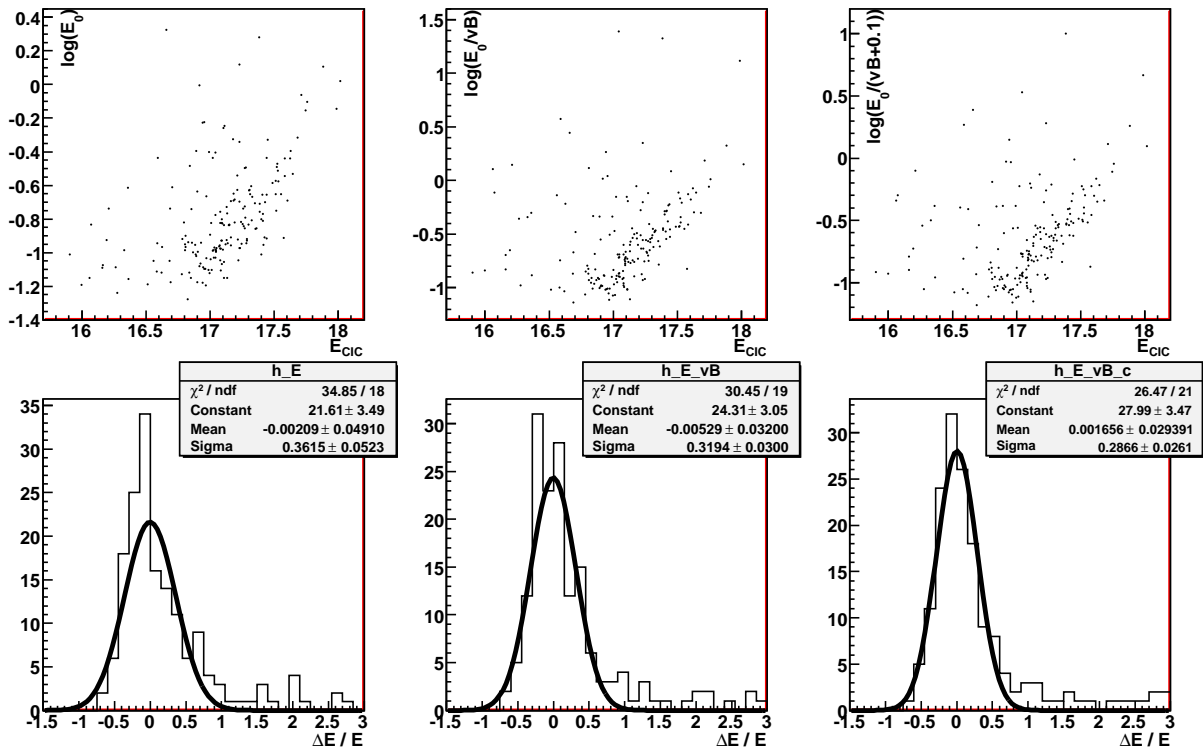 0.4
0.2
0
-0.2
-0.4
-0.6
-0.8
-1
-1.2
-1.4
log(E0)
16 16.5 17 17.5 18
ECIC
1.5
1
0.5
0
-0.5
-1
log(E0/vB)
16 16.5 17 17.5 18
ECIC
1
0.5
0
-0.5
-1
log(E0/(vB+0.1))
16 16.5 17 17.5 18
ECIC
h_E
χ² / ndf 34.85 / 18
Constant 21.61 ± 3.49
Mean -0.00209 ± 0.04910
Sigma 0.3615 ± 0.0523
35
30
25
20
15
10
5
0
-1.5 -1 -0.5 0 0.5 1 1.5 2 2.5 3
ΔE / E
h_E_vB
χ² / ndf 30.45 / 19
Constant 24.31 ± 3.05
Mean -0.00529 ± 0.03200
Sigma 0.3194 ± 0.0300
30
25
20
15
10
5
0
-1.5 -1 -0.5 0 0.5 1 1.5 2 2.5 3
ΔE / E
h_E_vB_c
χ² / ndf 26.47 / 21
Constant 27.99 ± 3.47
Mean 0.001656 ± 0.029391
Sigma 0.2866 ± 0.0261
30
25
20
15
10
5
0
-1.5 -1 -0.5 0 0.5 1 1.5 2 2.5 3
ΔE / E